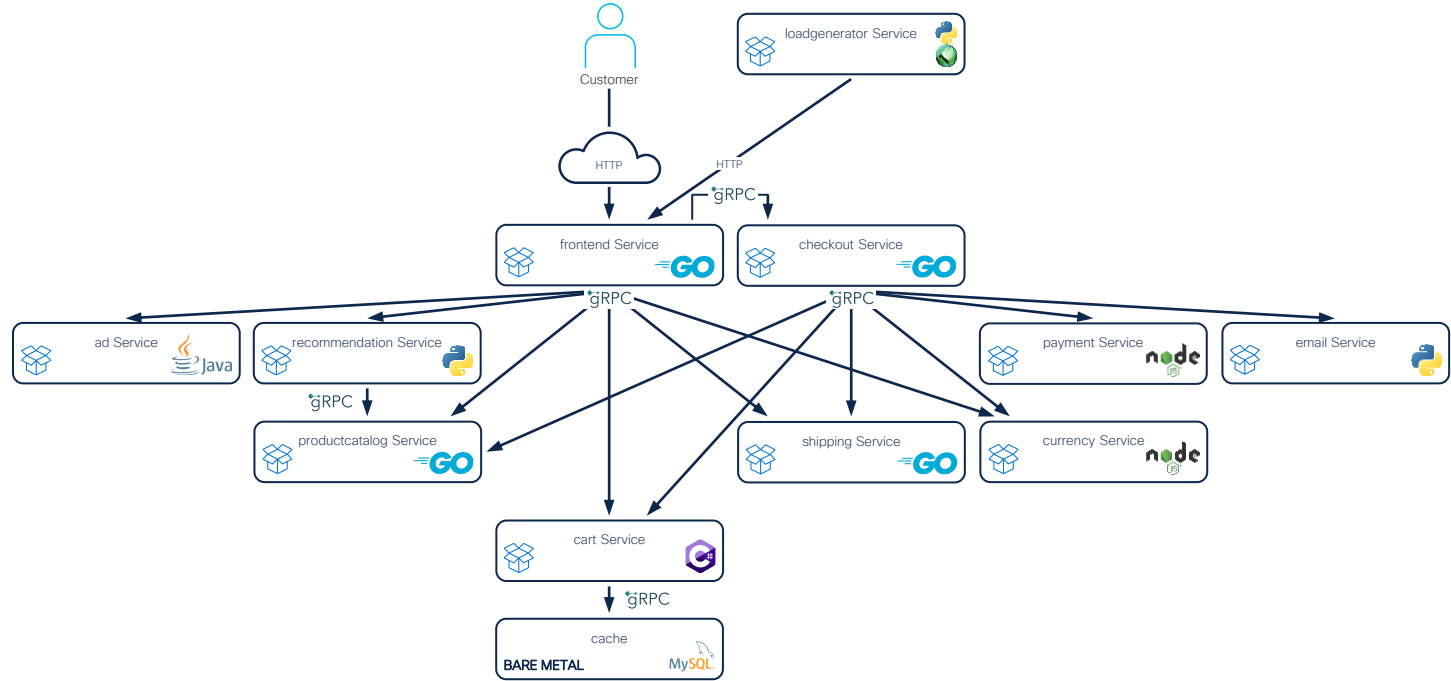 loadgenerator Service
Customer
HTTP
HTTP
gRPC
frontend Service
GO
checkout Service
GO
gRPC
gRPC
ad Service
Java
recommendation Service
payment Service
node
JS
email Service
gRPC
productcatalog Service
GO
shipping Service
GO
currency Service
node
JS
cart Service
C#
gRPC
cache
BARE METAL
MySQL